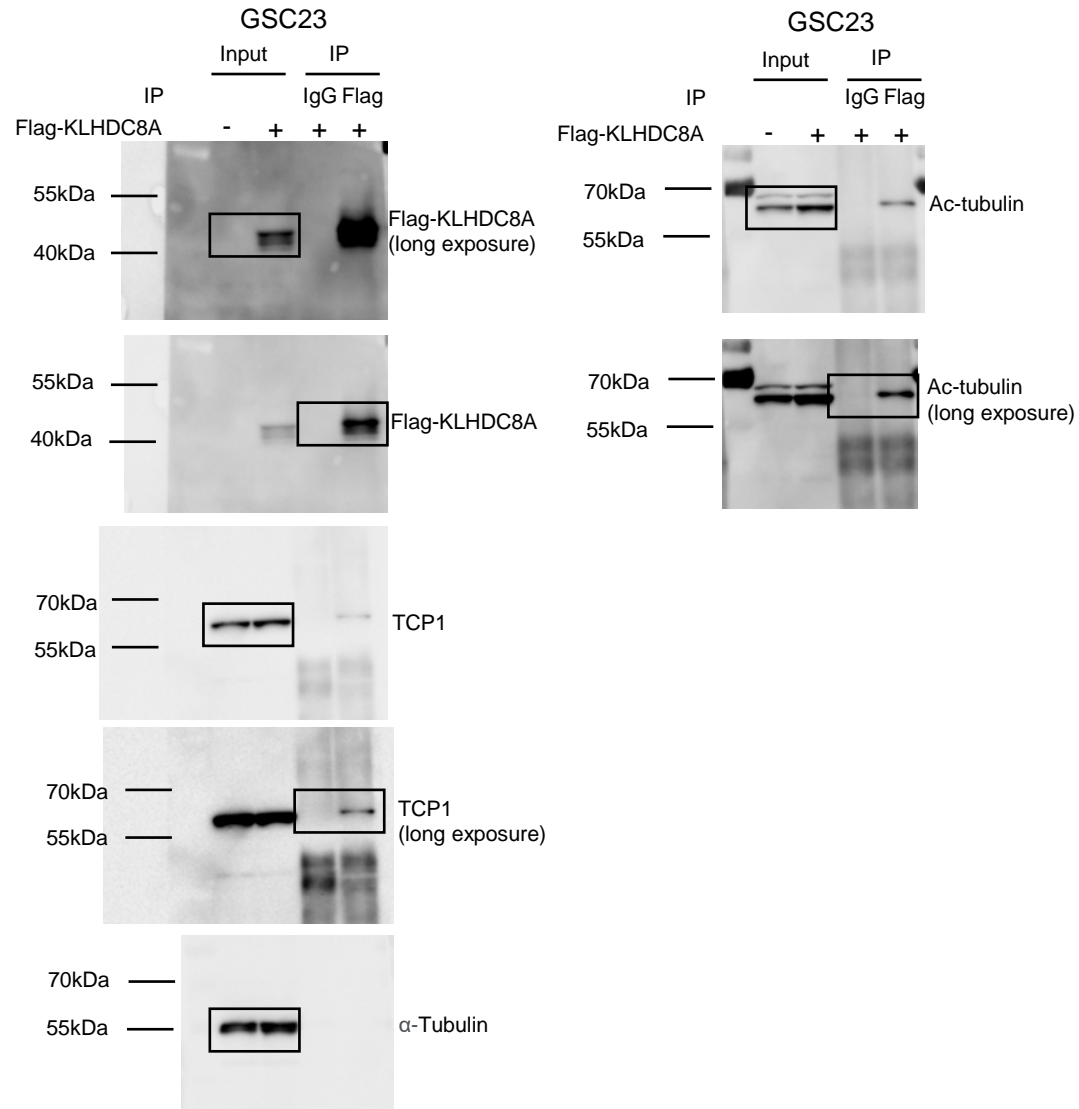 GSC23
Input IP
IP IgG Flag
Flag-KLHDC8A - + + +
55kDa
40kDa
Flag-KLHDC8A
(long exposure)
55kDa
40kDa
Flag-KLHDC8A
70kDa
55kDa
TCP1
70kDa
55kDa
TCP1
(long exposure)
70kDa
55kDa
α-Tubulin
GSC23
Input IP
IP IgG Flag
Flag-KLHDC8A - + + +
70kDa
55kDa
Ac-tubulin
70kDa
55kDa
Ac-tubulin
(long exposure)